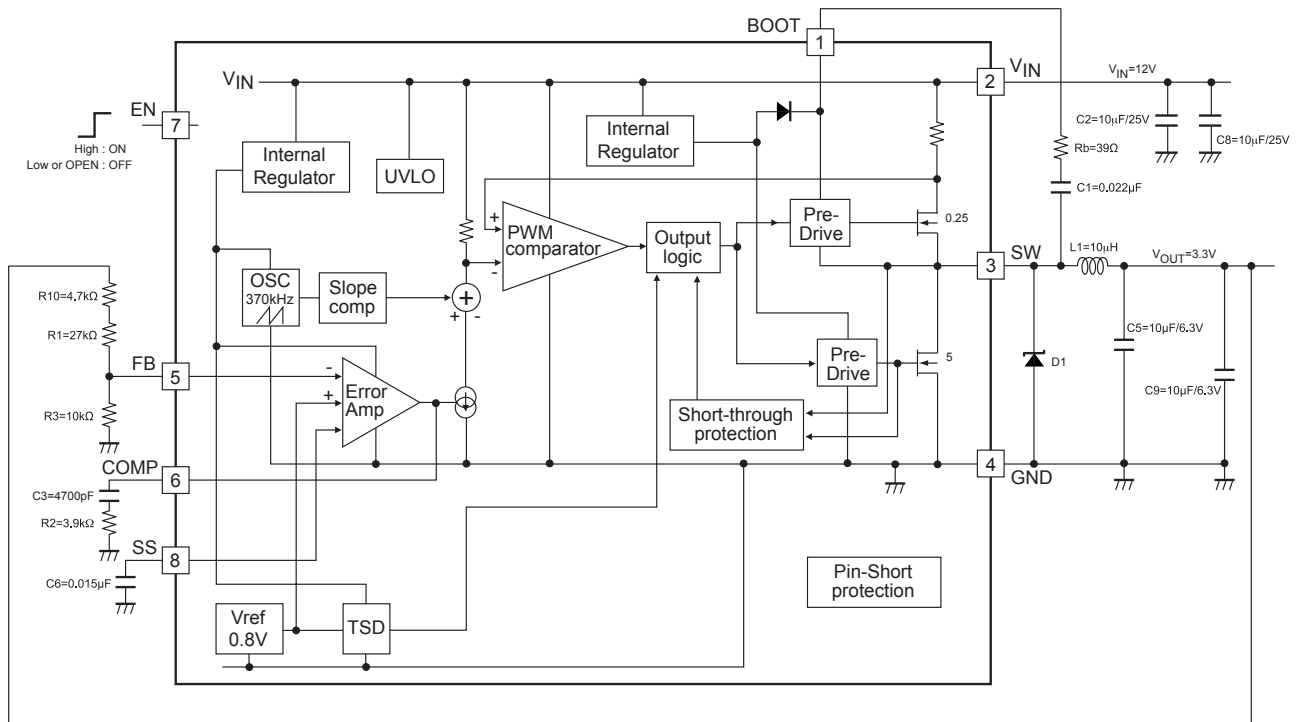 BOOT
1
VIN
2
VIN
VIN=12V
EN
7
High : ON
Low or OPEN : OFF
Internal
Regulator
UVLO
Internal
Regulator
C2=10μF/25V
C8=10μF/25V
Rb=39Ω
C1=0.022μF
+
PWM
comparator
-
Output
logic
Pre-
Drive
0.25
3
SW
L1=10μH
VOUT=3.3V
OSC
370kHz
Slope
comp
+
+
-
R10=4.7kΩ
R1=27kΩ
FB
5
R3=10kΩ
-
+
Error
Amp
Pre-
Drive
5
D1
C5=10μF/6.3V
C9=10μF/6.3V
Short-through
protection
COMP
6
4
GND
C3=4700pF
R2=3.9kΩ
SS
8
C6=0.015μF
Vref
0.8V
TSD
Pin-Short
protection